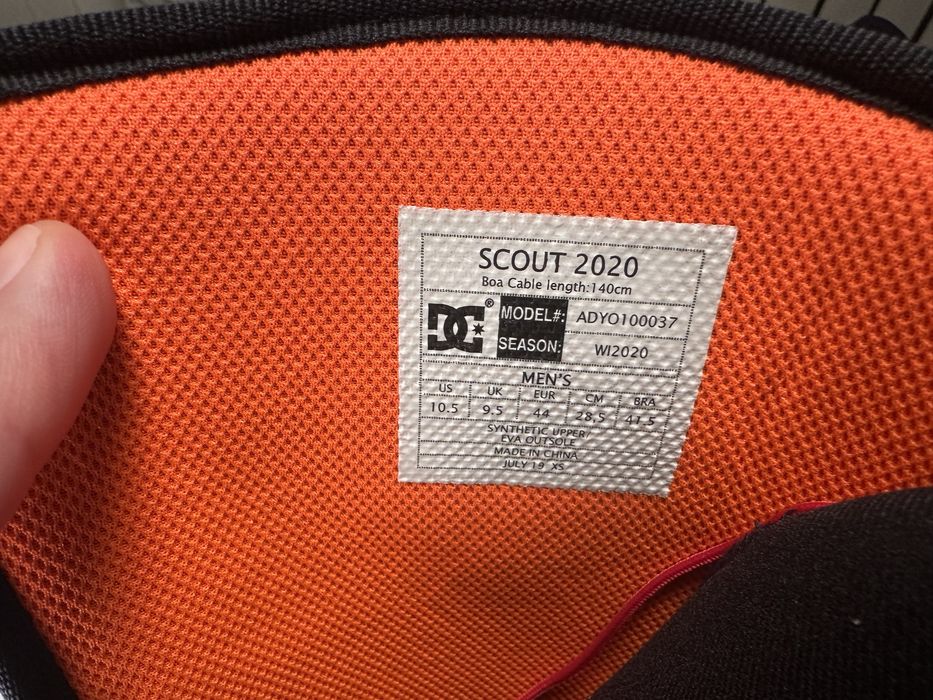 SCOUT 2020
Boa Cable length:140cm
DC®
MODEL#: ADYO100037
SEASON: WI2020
MEN'S
US UK EUR CM BRA
10.5 9.5 44 28,5 41.5
SYNTHETIC UPPER/
EVA OUTSOLE
MADE IN CHINA
JULY 19 XS